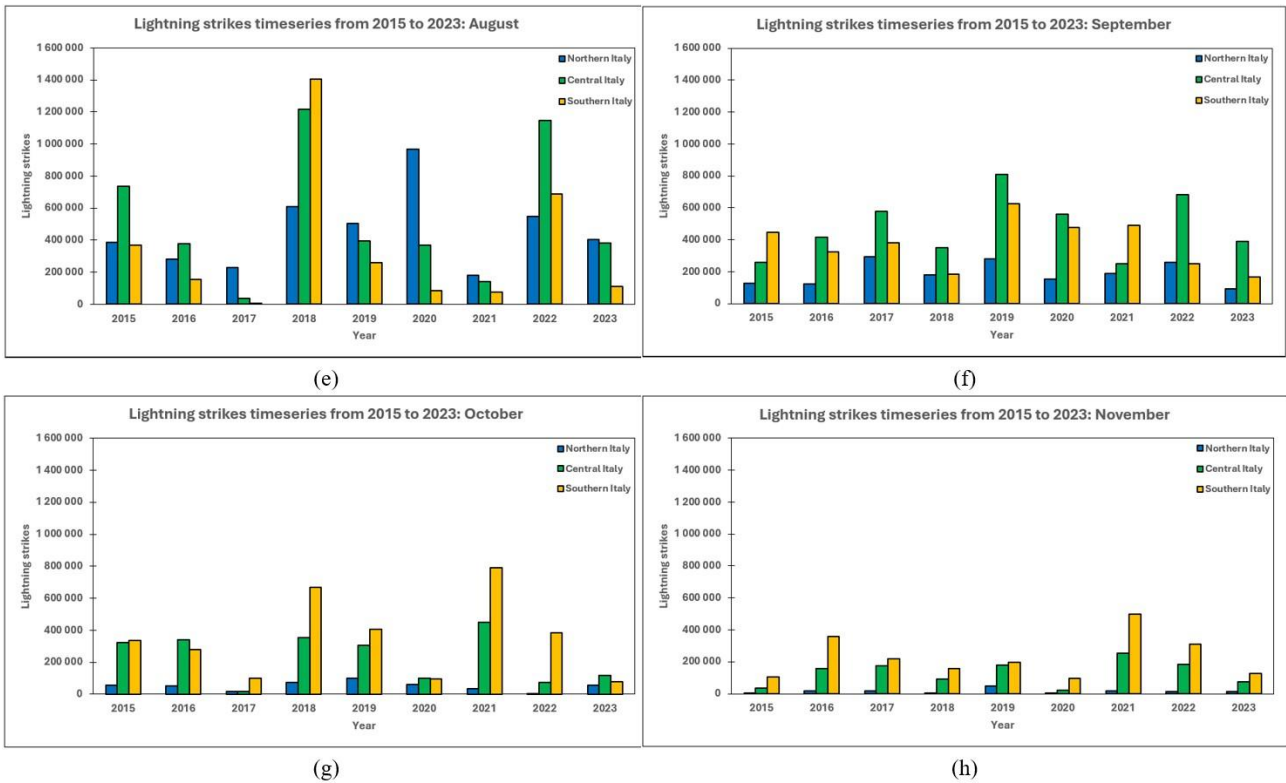 Lightning strikes timeseries from 2015 to 2023: August
1 600 000
1 400 000
1 200 000
1 000 000
800 000
600 000
400 000
200 000
0
Lightning strikes
Northern Italy
Central Italy
Southern Italy
2015 2016 2017 2018 2019 2020 2021 2022 2023
Year
(e)
Lightning strikes timeseries from 2015 to 2023: September
1 600 000
1 400 000
1 200 000
1 000 000
800 000
600 000
400 000
200 000
0
Lightning strikes
Northern Italy
Central Italy
Southern Italy
2015 2016 2017 2018 2019 2020 2021 2022 2023
Year
(f)
Lightning strikes timeseries from 2015 to 2023: October
1 600 000
1 400 000
1 200 000
1 000 000
800 000
600 000
400 000
200 000
0
Lightning strikes
Northern Italy
Central Italy
Southern Italy
2015 2016 2017 2018 2019 2020 2021 2022 2023
Year
(g)
Lightning strikes timeseries from 2015 to 2023: November
1 600 000
1 400 000
1 200 000
1 000 000
800 000
600 000
400 000
200 000
0
Lightning strikes
Northern Italy
Central Italy
Southern Italy
2015 2016 2017 2018 2019 2020 2021 2022 2023
Year
(h)